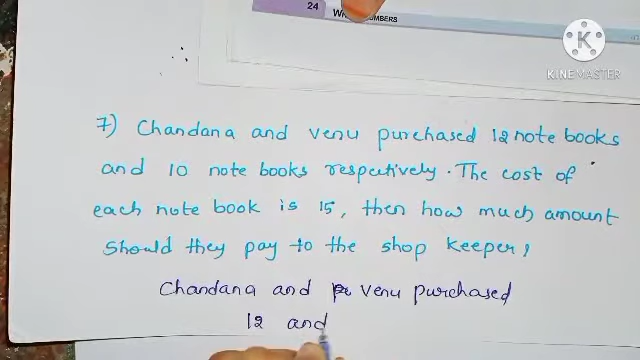 24 NUMBERS
KINEMASTER
7) Chandana and venu purchased 12 note books
and 10 note books respectively. The cost of
each note book is 15, then how much amount
should they pay to the shop keeper?
Chandana and venu purchased
12 and